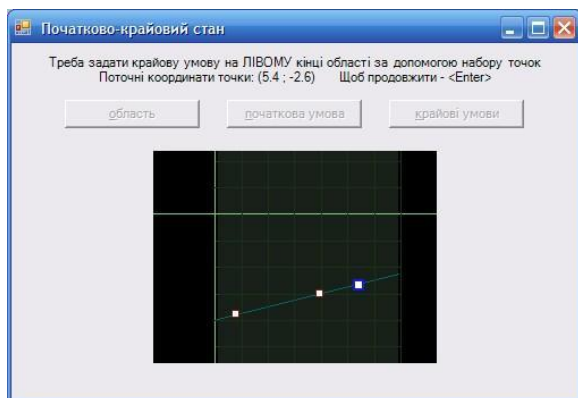 Початково-крайовий стан
Треба задати крайову умову на ЛІВОМУ кінці області за допомогою набору точок
Поточні координати точки: (5.4 ; -2.6) Щоб продовжити - <Enter>
область початкова умова крайові умови